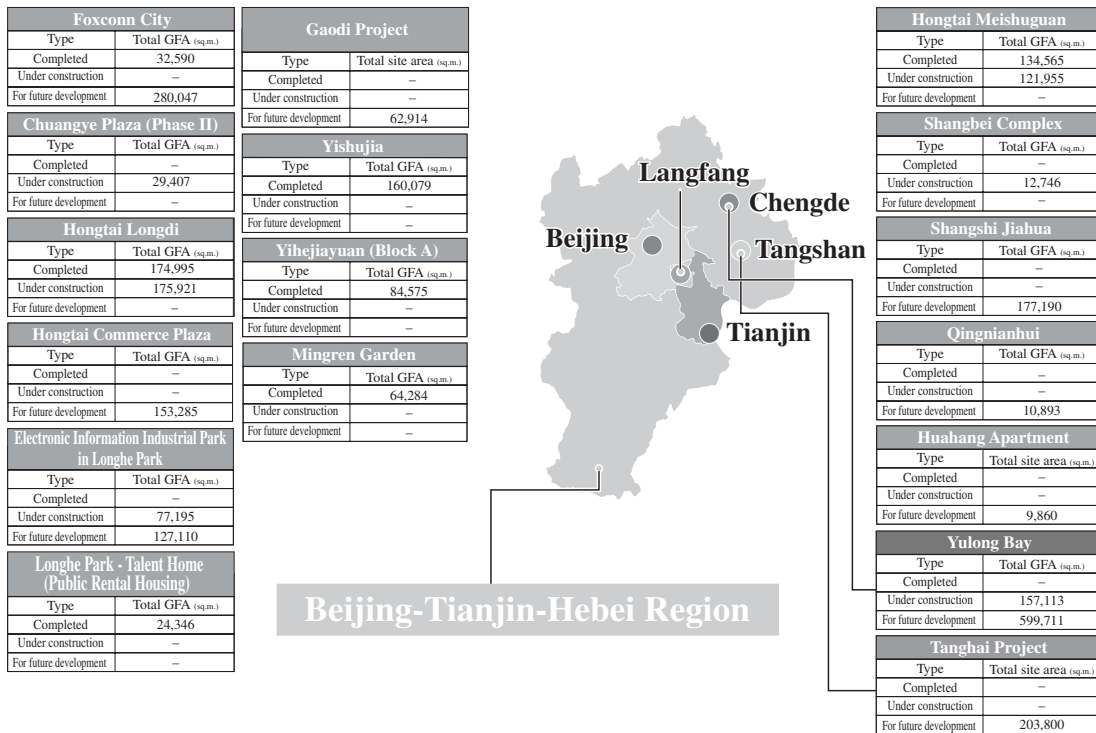 Foxconn City
Type Total GFA (sq.m.)
Completed 32,590
Under construction –
For future development 280,047
Chuangye Plaza (Phase II)
Type Total GFA (sq.m.)
Completed –
Under construction 29,407
For future development –
Hongtai Longdi
Type Total GFA (sq.m.)
Completed 174,995
Under construction 175,921
For future development –
Hongtai Commerce Plaza
Type Total GFA (sq.m.)
Completed –
Under construction –
For future development 153,285
Electronic Information Industrial Park
in Longhe Park
Type Total GFA (sq.m.)
Completed –
Under construction 77,195
For future development 127,110
Longhe Park - Talent Home
(Public Rental Housing)
Type Total GFA (sq.m.)
Completed 24,346
Under construction –
For future development –
Gaodi Project
Type Total site area (sq.m.)
Completed –
Under construction –
For future development 62,914
Yishujia
Type Total GFA (sq.m.)
Completed 160,079
Under construction –
For future development –
Yihejiayuan (Block A)
Type Total GFA (sq.m.)
Completed 84,575
Under construction –
For future development –
Mingren Garden
Type Total GFA (sq.m.)
Completed 64,284
Under construction –
For future development –
Langfang
Chengde
Beijing
Tangshan
Tianjin
Beijing-Tianjin-Hebei Region
Hongtai Meishuguan
Type Total GFA (sq.m.)
Completed 134,565
Under construction 121,955
For future development –
Shangbei Complex
Type Total GFA (sq.m.)
Completed –
Under construction 12,746
For future development –
Shangshi Jiahua
Type Total GFA (sq.m.)
Completed –
Under construction –
For future development 177,190
Qingnianhui
Type Total GFA (sq.m.)
Completed –
Under construction –
For future development 10,893
Huahang Apartment
Type Total site area (sq.m.)
Completed –
Under construction –
For future development 9,860
Yulong Bay
Type Total GFA (sq.m.)
Completed –
Under construction 157,113
For future development 599,711
Tanghai Project
Type Total site area (sq.m.)
Completed –
Under construction –
For future development 203,800